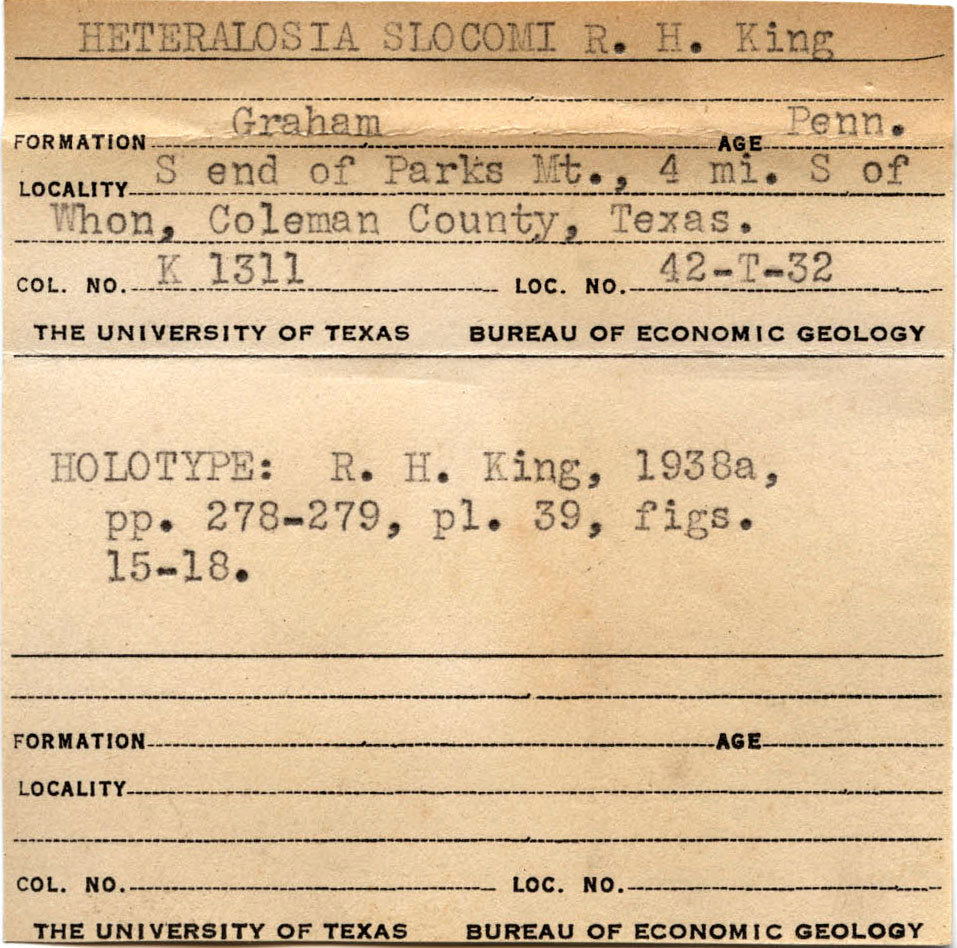 HETERALOSIA SLOCOMI R. H. King
FORMATION Graham AGE Penn.
LOCALITY S end of Parks Mt., 4 mi. S of
Whon, Coleman County, Texas.
COL. NO. K 1311 LOC. NO. 42-T-32
THE UNIVERSITY OF TEXAS BUREAU OF ECONOMIC GEOLOGY
HOLOTYPE: R. H. King, 1938a,
pp. 278-279, pl. 39, figs.
15-18.
FORMATION AGE
LOCALITY
COL. NO. LOC. NO.
THE UNIVERSITY OF TEXAS BUREAU OF ECONOMIC GEOLOGY